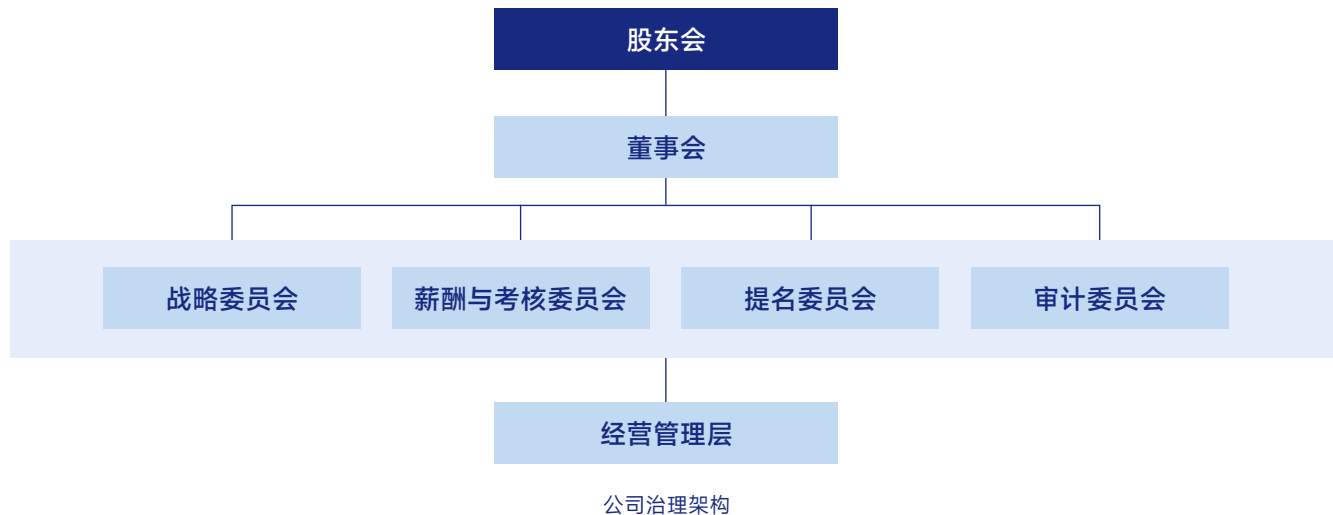 股东会
董事会
战略委员会
薪酬与考核委员会
提名委员会
审计委员会
经营管理层
公司治理架构